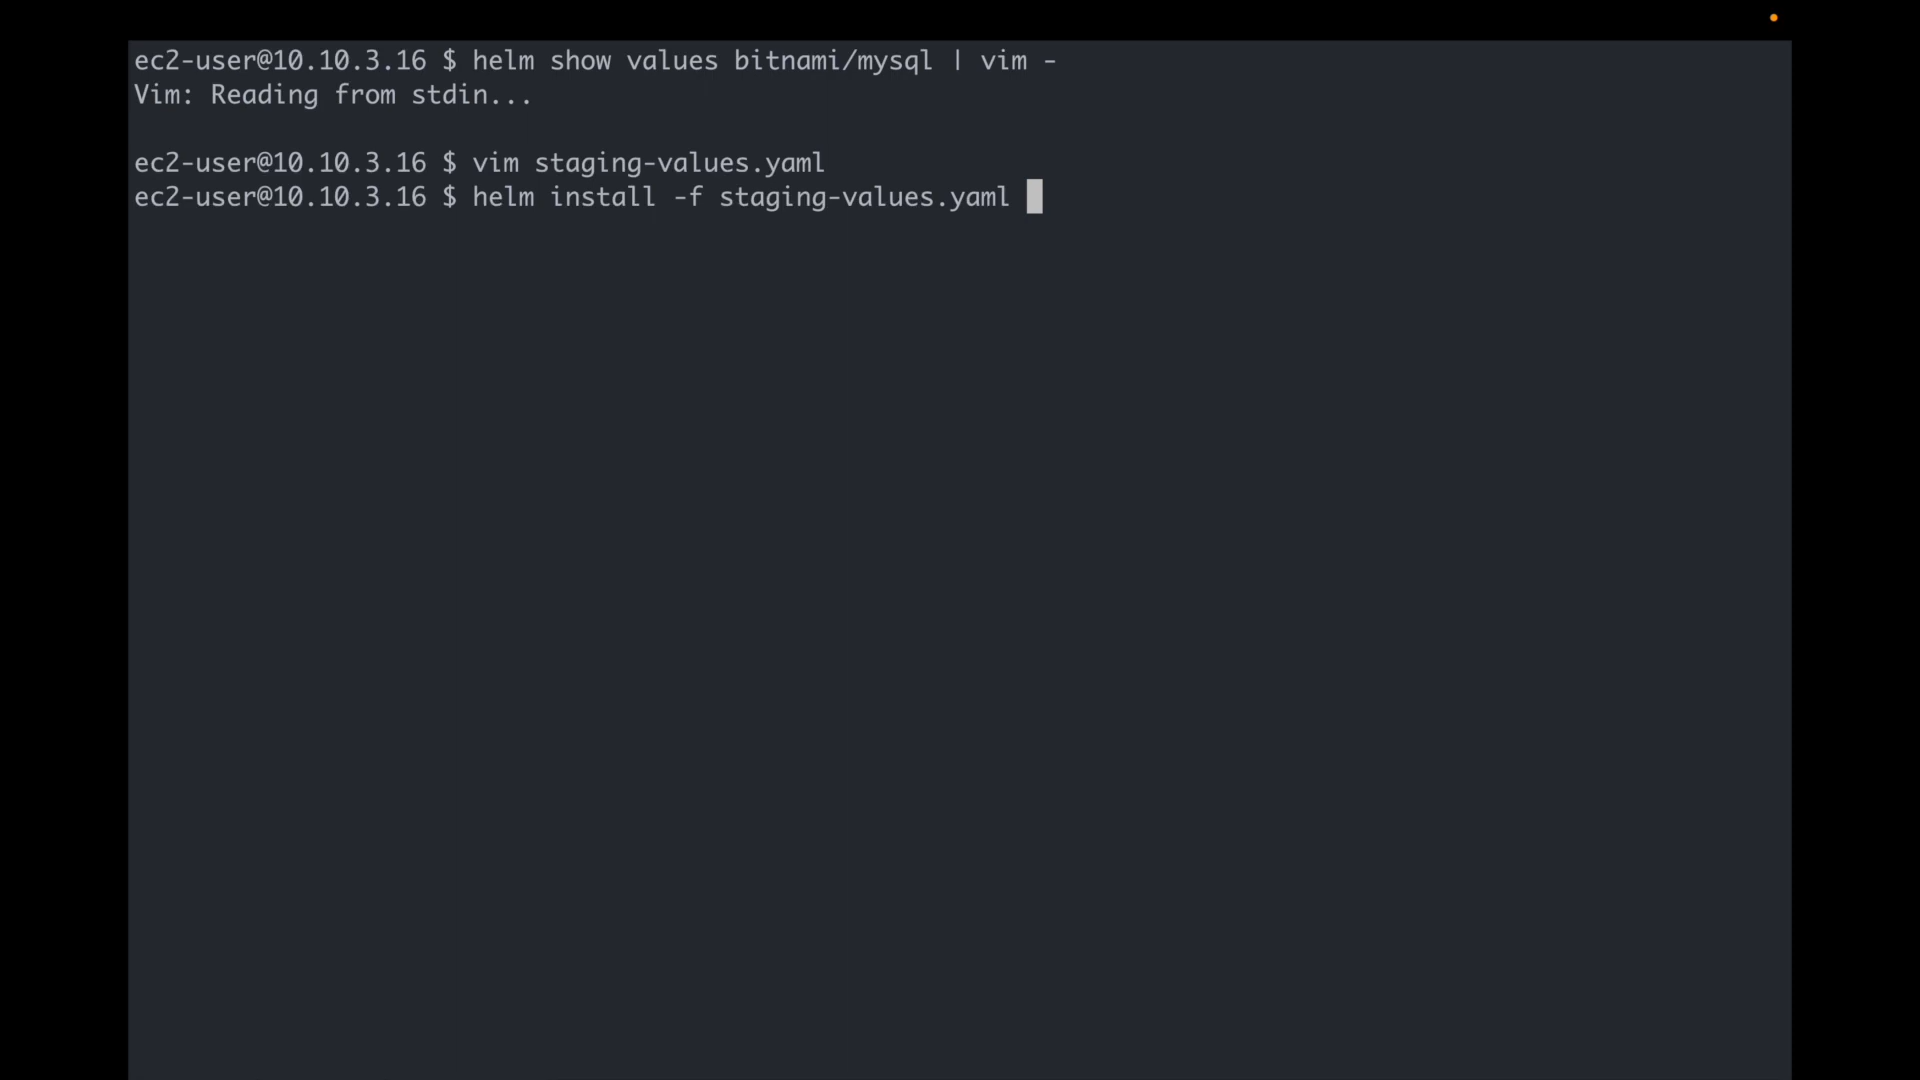 ec2-user@10.10.3.16 $ helm show values bitnami/mysql | vim -
Vim: Reading from stdin...
ec2-user@10.10.3.16 $ vim staging-values.yaml
ec2-user@10.10.3.16 $ helm install -f staging-values.yaml